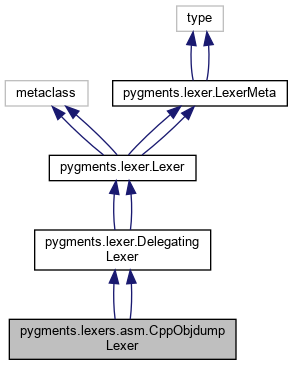 type
metaclass
pygments.lexer.LexerMeta
pygments.lexer.Lexer
pygments.lexer.Delegating
Lexer
pygments.lexers.asm.CppObjdump
Lexer